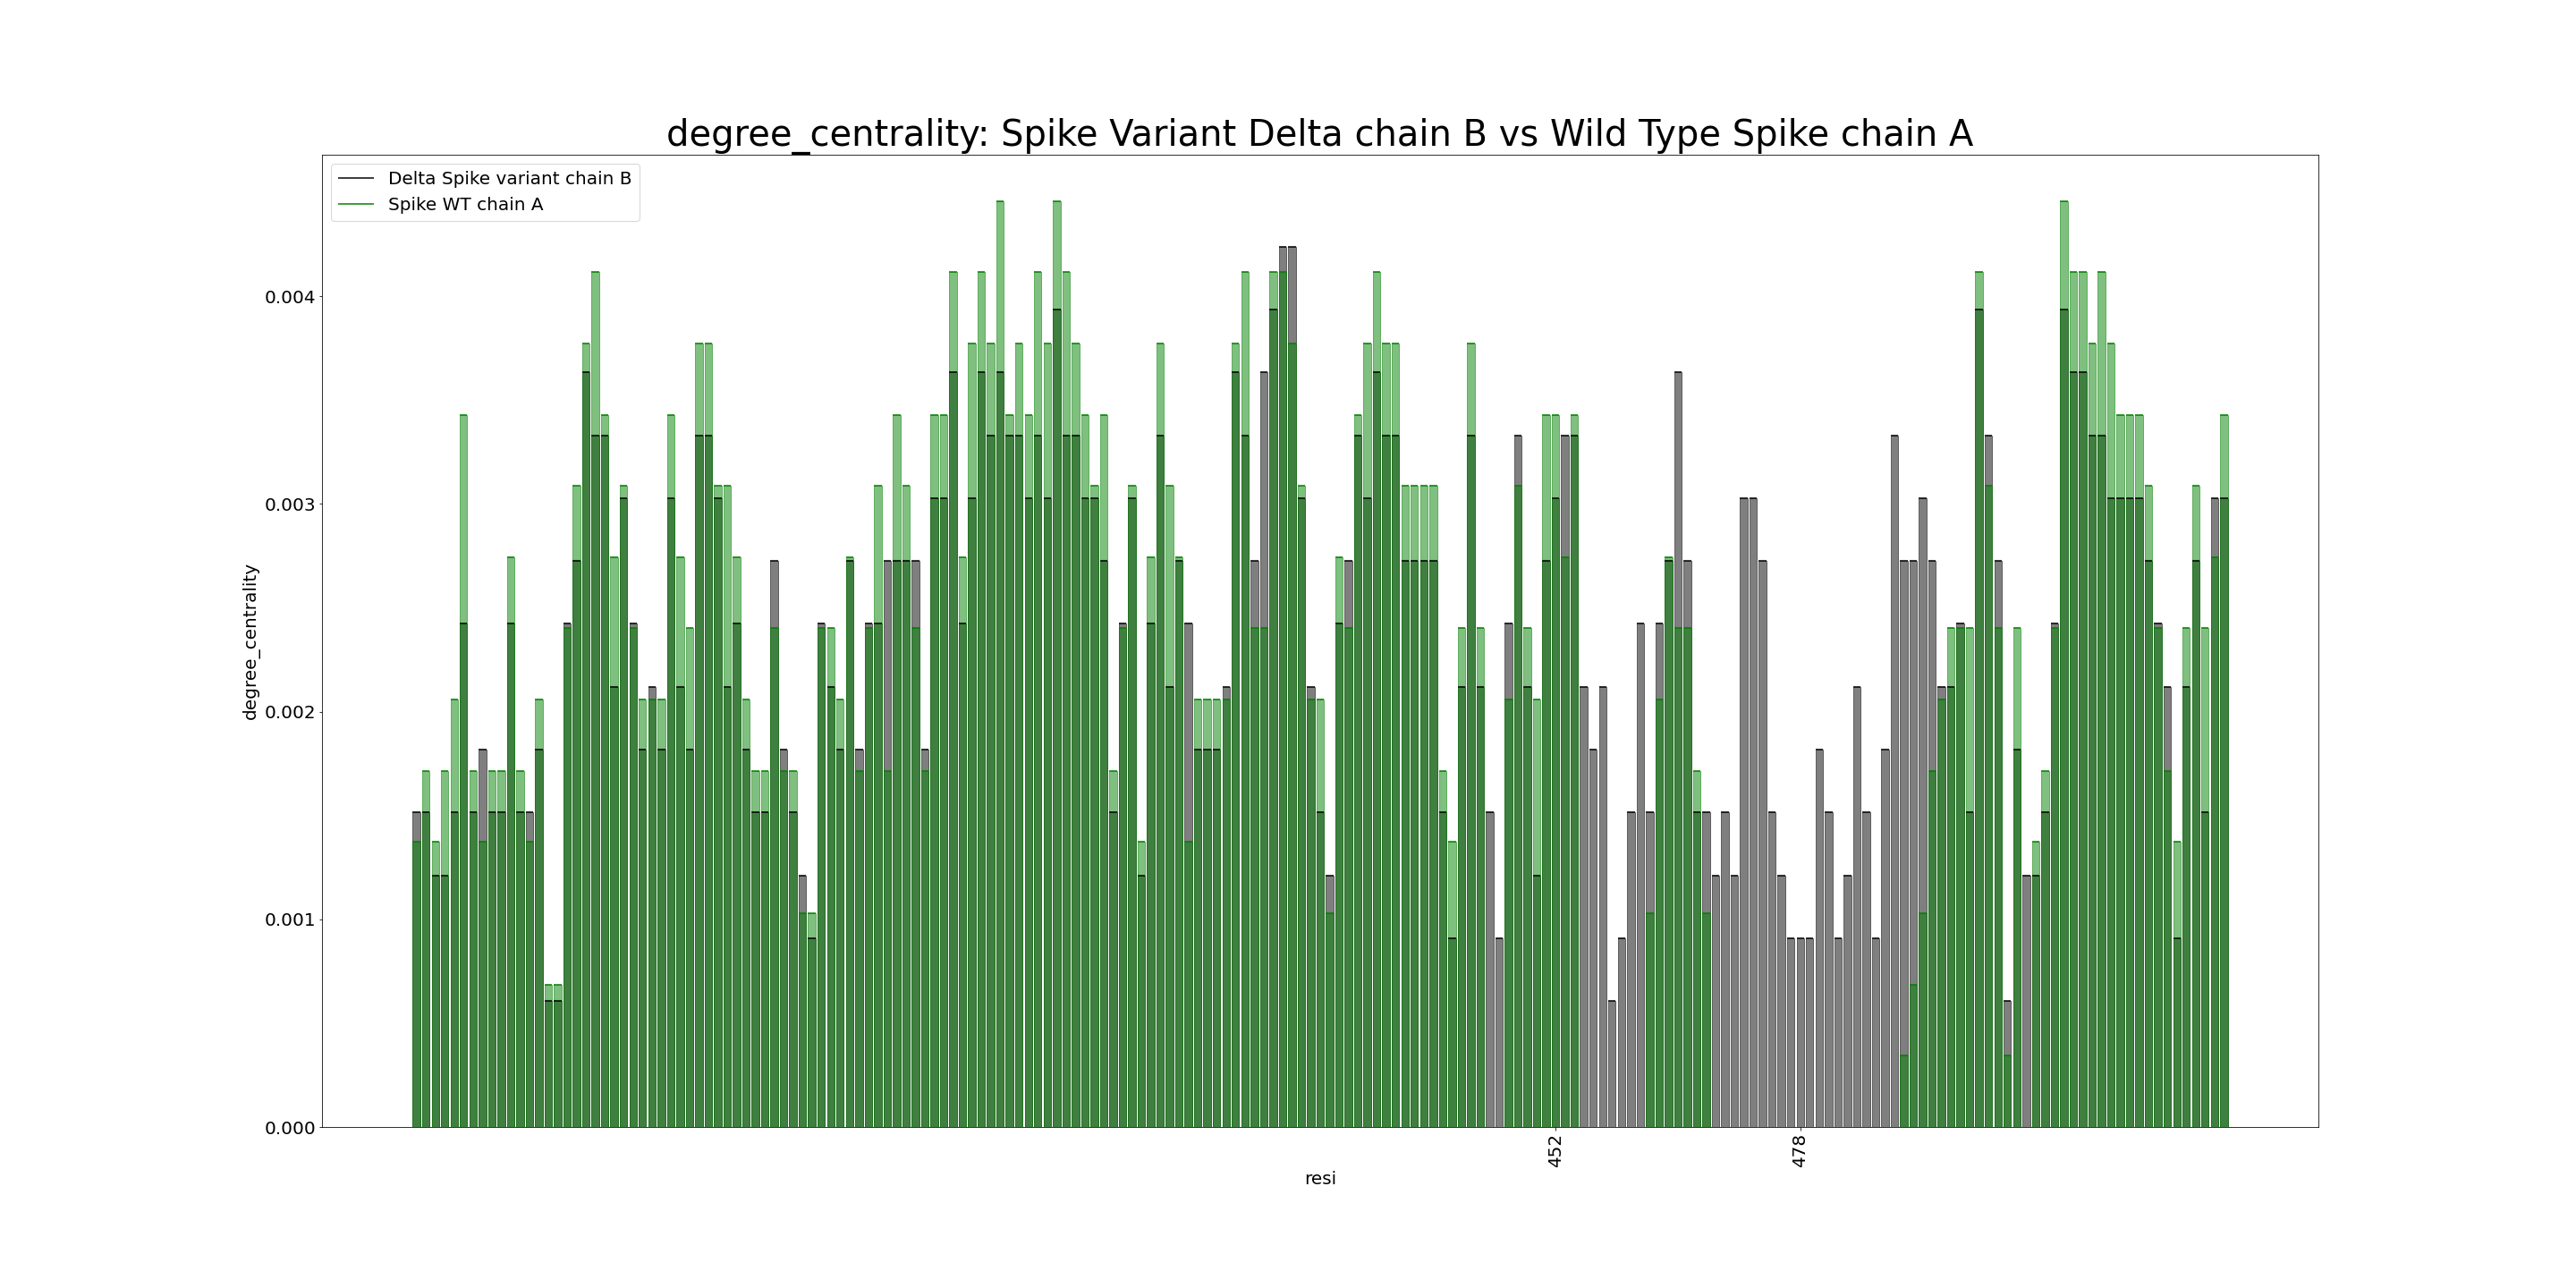 degree_centrality: Spike Variant Delta chain B vs Wild Type Spike chain A
Delta Spike variant chain B
Spike WT chain A
0.004
0.003
0.002
0.001
0.000
degree_centrality
452
478
resi